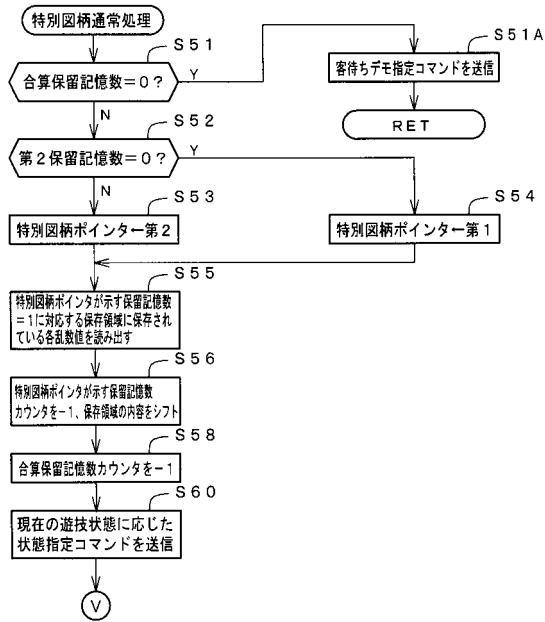 特別図柄通常処理
S51
合算保留記憶数=0?
Y
N
S51A
客待ちデモ指定コマンドを送信
RET
S52
第2保留記憶数=0?
Y
N
S53
特別図柄ポインター第2
S54
特別図柄ポインター第1
S55
特別図柄ポインタが示す保留記憶数
=1に対応する保存領域に保存され
ている各乱数値を読み出す
S56
特別図柄ポインタが示す保留記憶数
カウンタを-1、保存領域の内容をシフト
S58
合算保留記憶数カウンタを-1
S60
現在の遊技状態に応じた
状態指定コマンドを送信
V